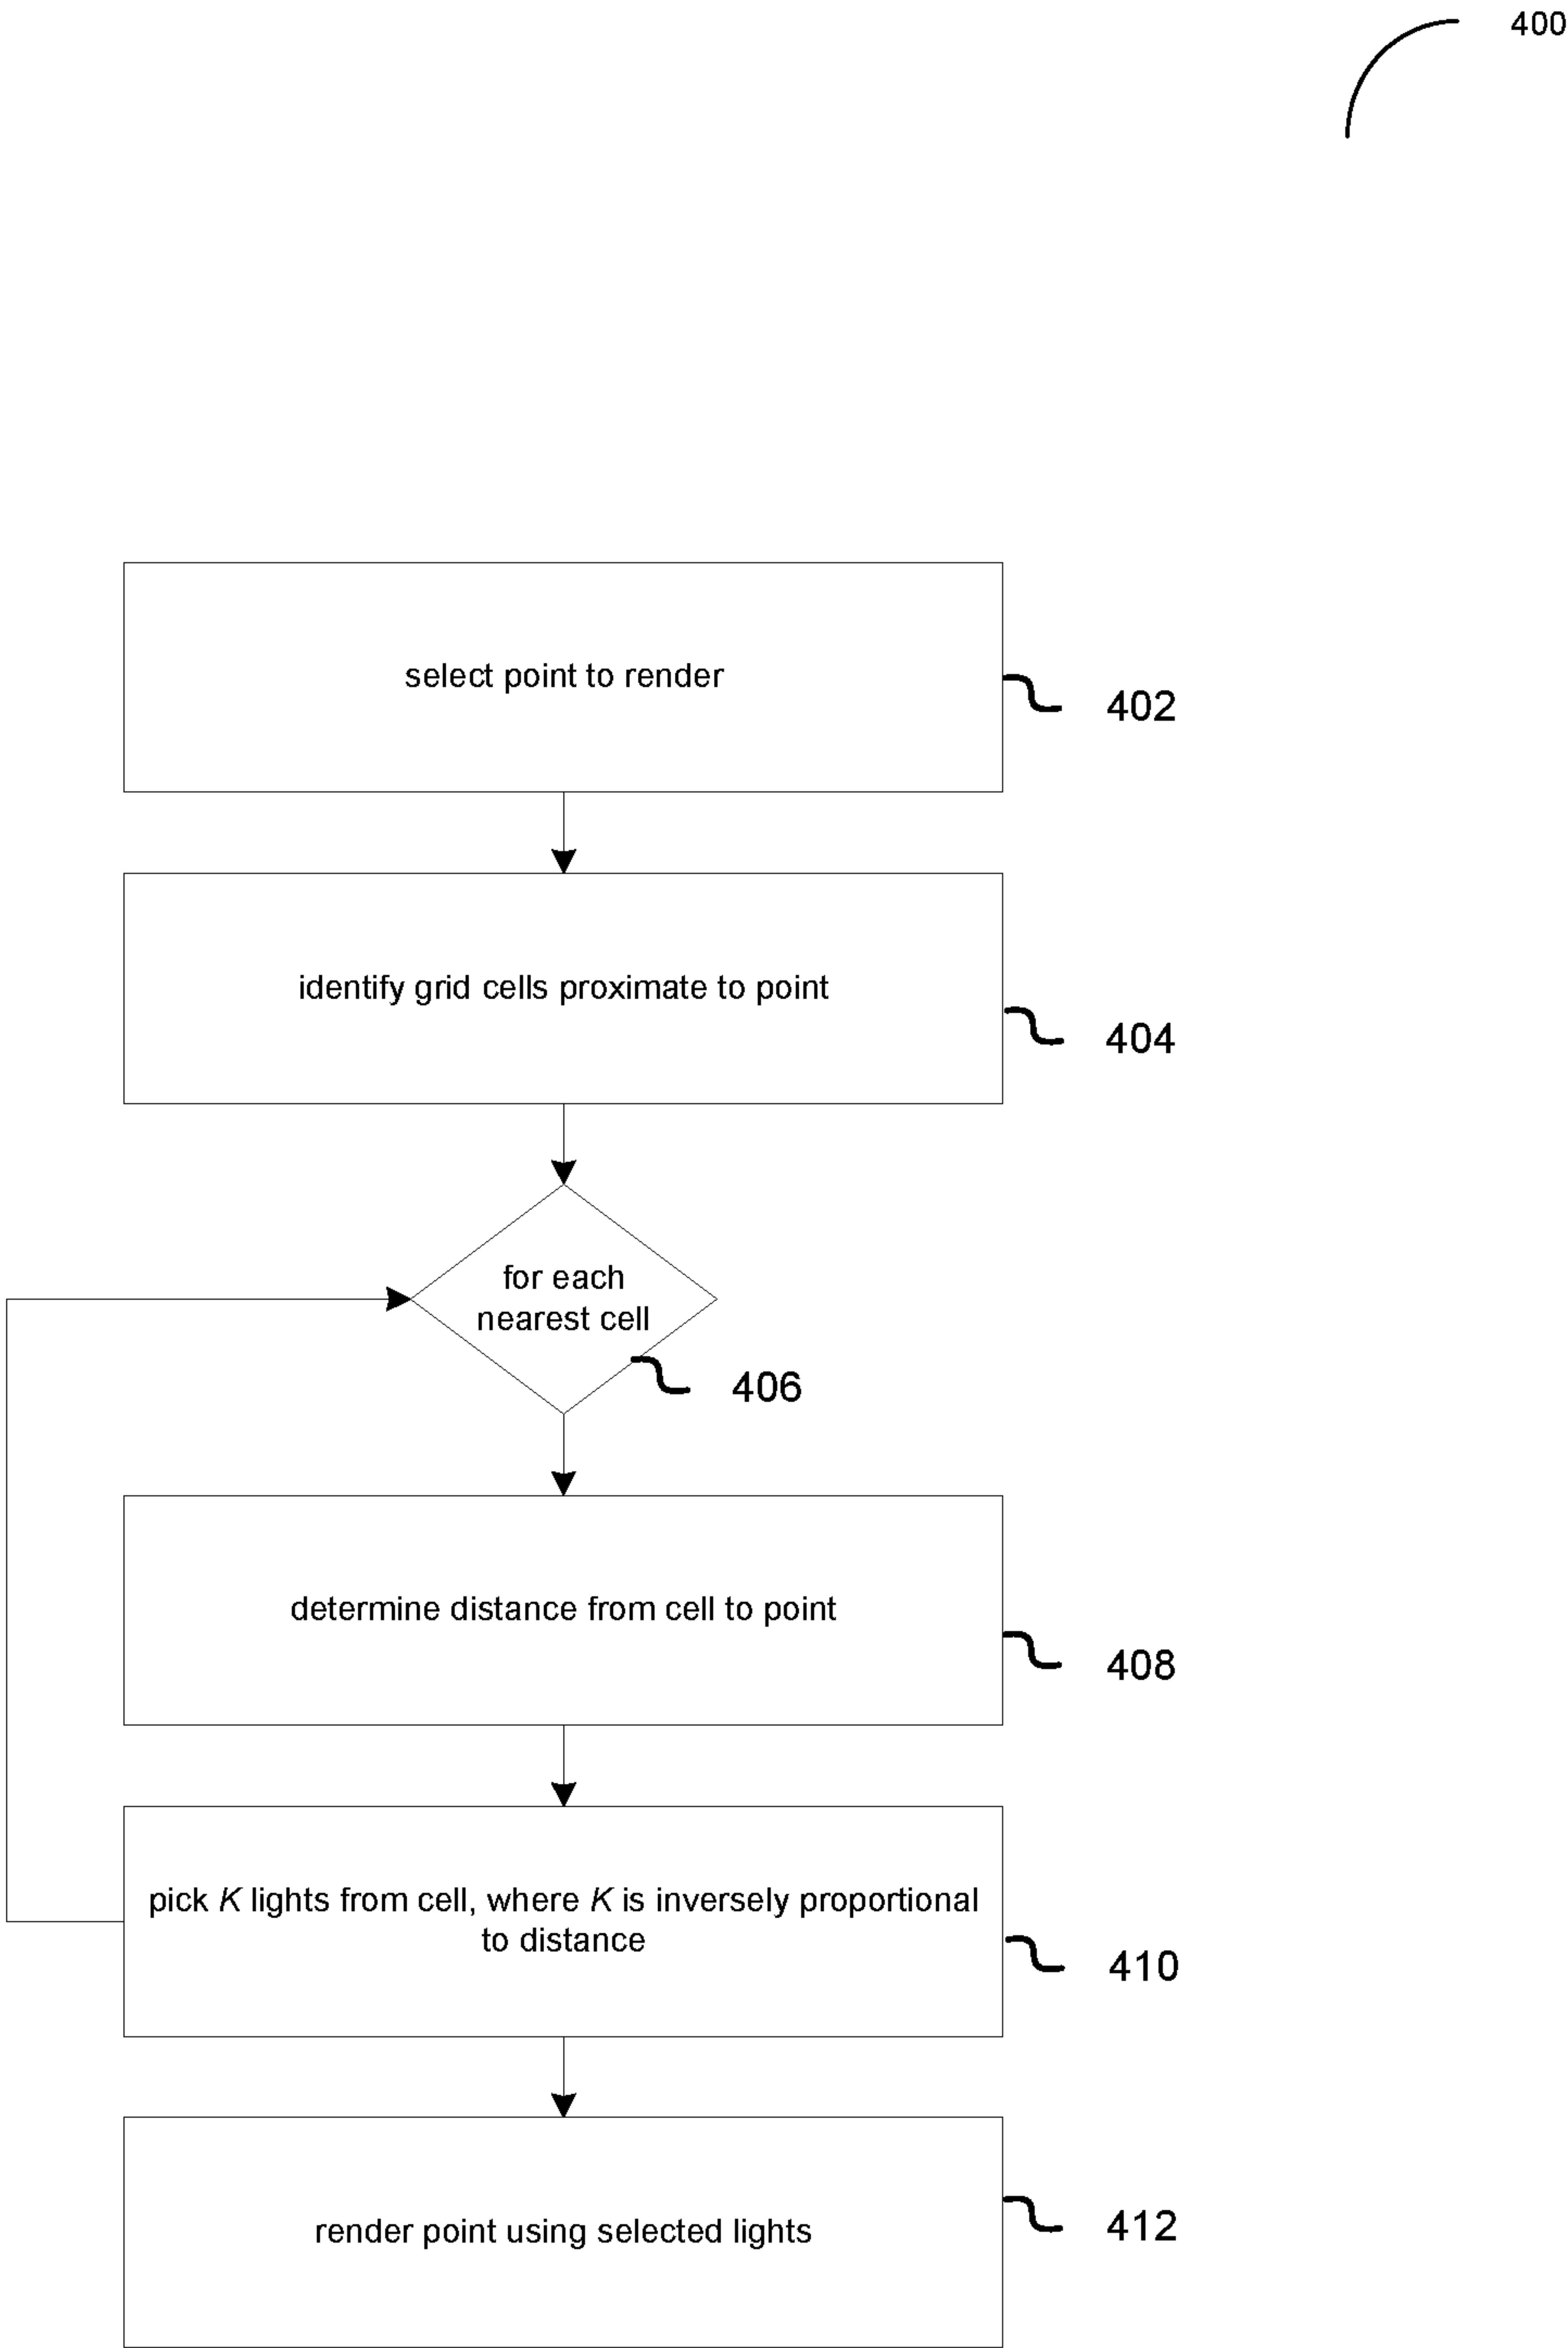 400
select point to render
402
identify grid cells proximate to point
404
for each
nearest cell
406
determine distance from cell to point
408
pick K lights from cell, where K is inversely proportional
to distance
410
render point using selected lights
412